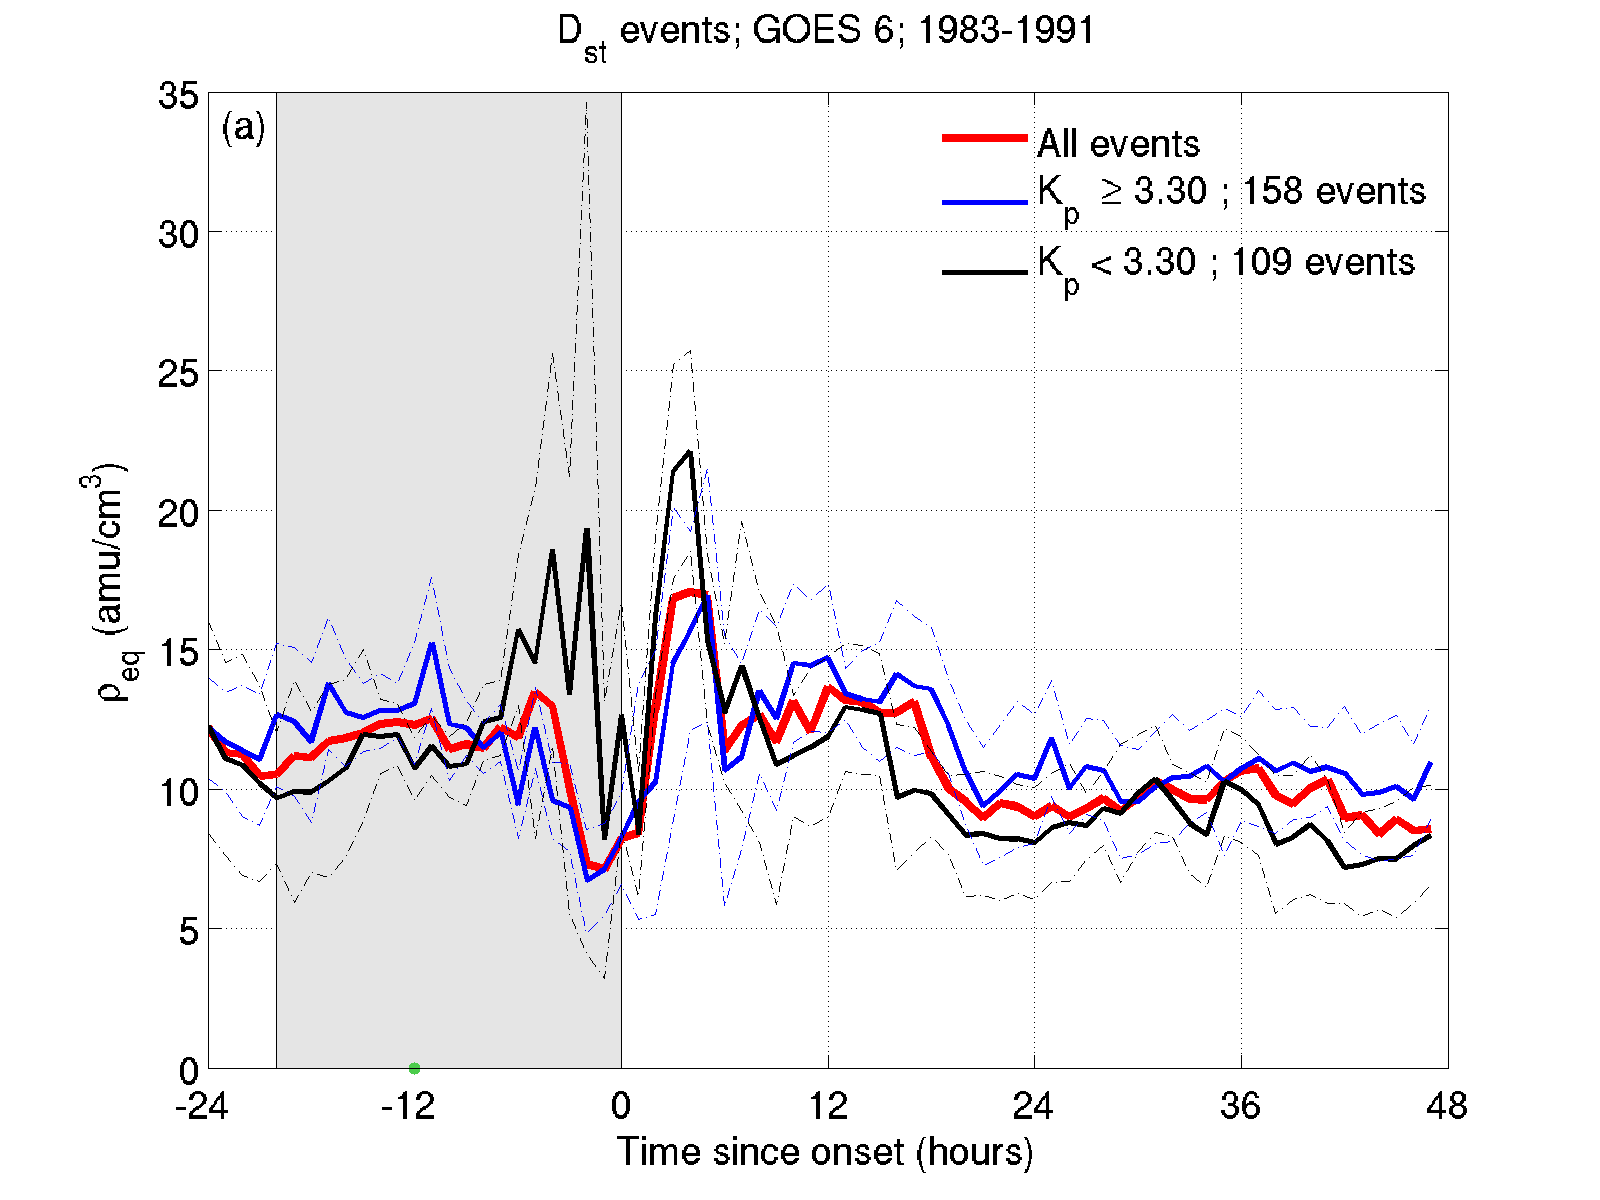 Dst events; GOES 6; 1983-1991
(a)
All events
Kp ≥ 3.30 ; 158 events
Kp < 3.30 ; 109 events
ρeq (amu/cm³)
35
30
25
20
15
10
5
0
-24 -12 0 12 24 36 48
Time since onset (hours)